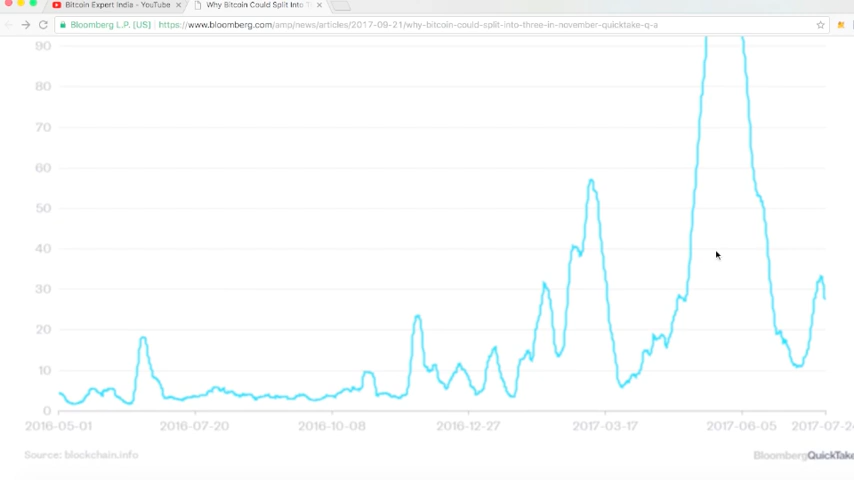 Bitcoin Expert India - YouTube
Why Bitcoin Could Split Into T
Bloomberg L.P. [US] https://www.bloomberg.com/amp/news/articles/2017-09-21/why-bitcoin-could-split-into-three-in-november-quicktake-q-a
90
80
70
60
50
40
30
20
10
0
2016-05-01 2016-07-20 2016-10-08 2016-12-27 2017-03-17 2017-06-05 2017-07-24
Source: blockchain.info
BloombergQuickTake